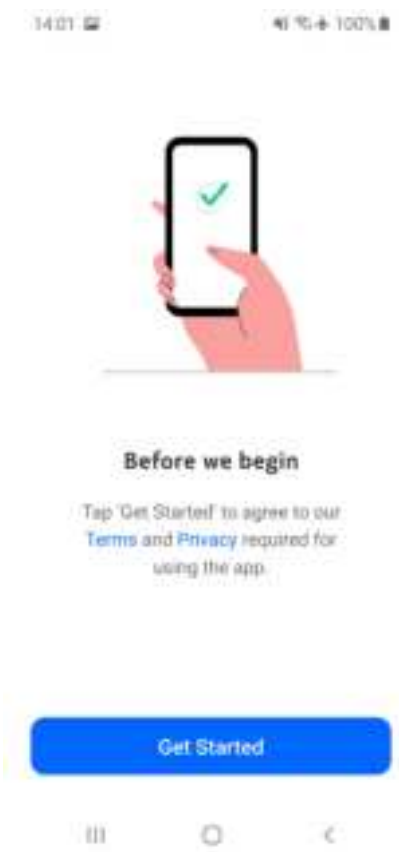 14:01 100%
Before we begin
Tap 'Get Started' to agree to our
Terms and Privacy required for
using the app.
Get Started